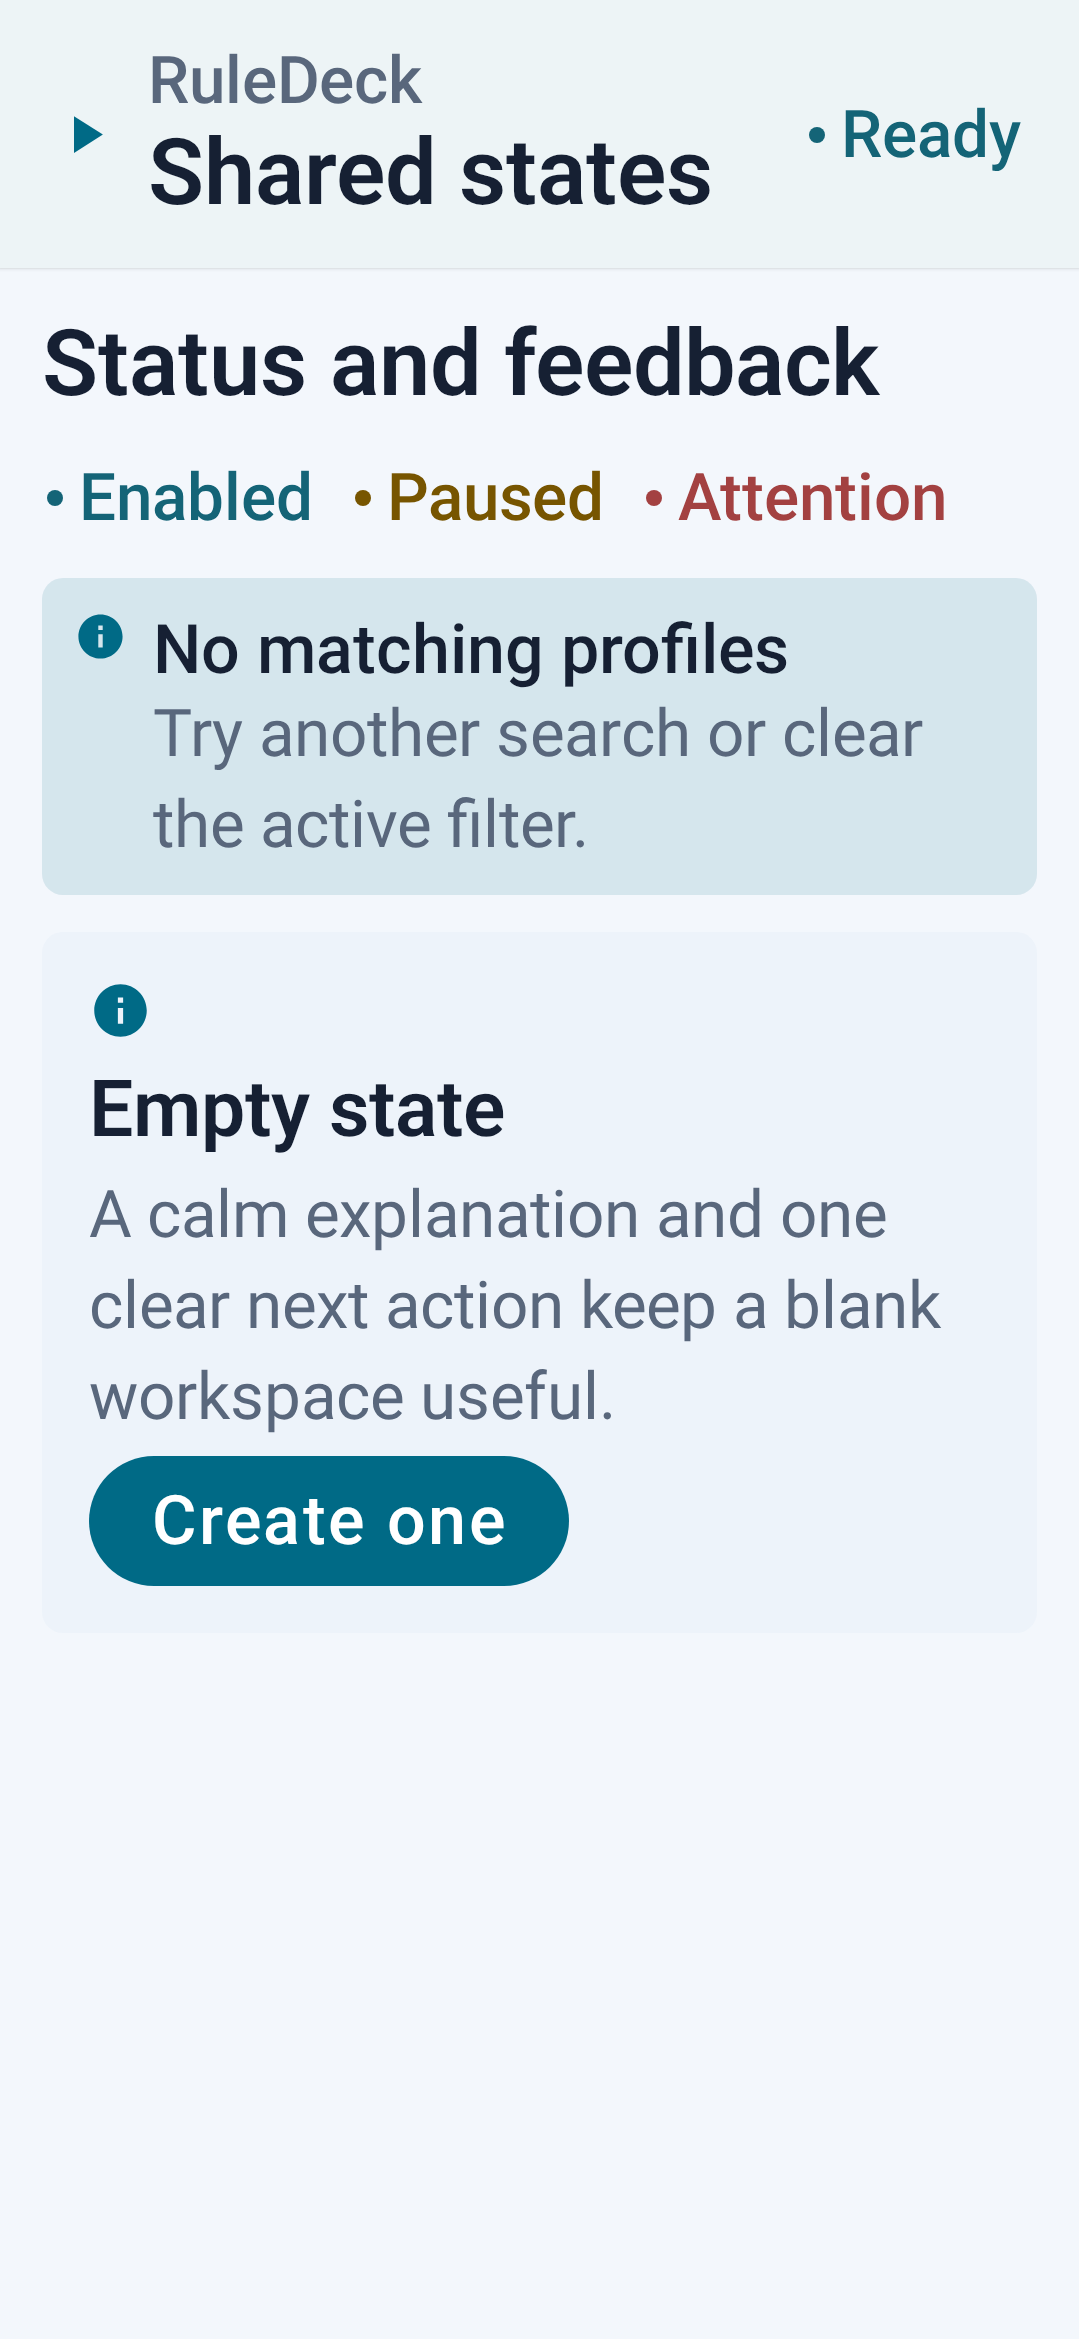 RuleDeck
Shared states
• Ready
Status and feedback
• Enabled • Paused • Attention
No matching profiles
Try another search or clear
the active filter.
Empty state
A calm explanation and one
clear next action keep a blank
workspace useful.
Create one